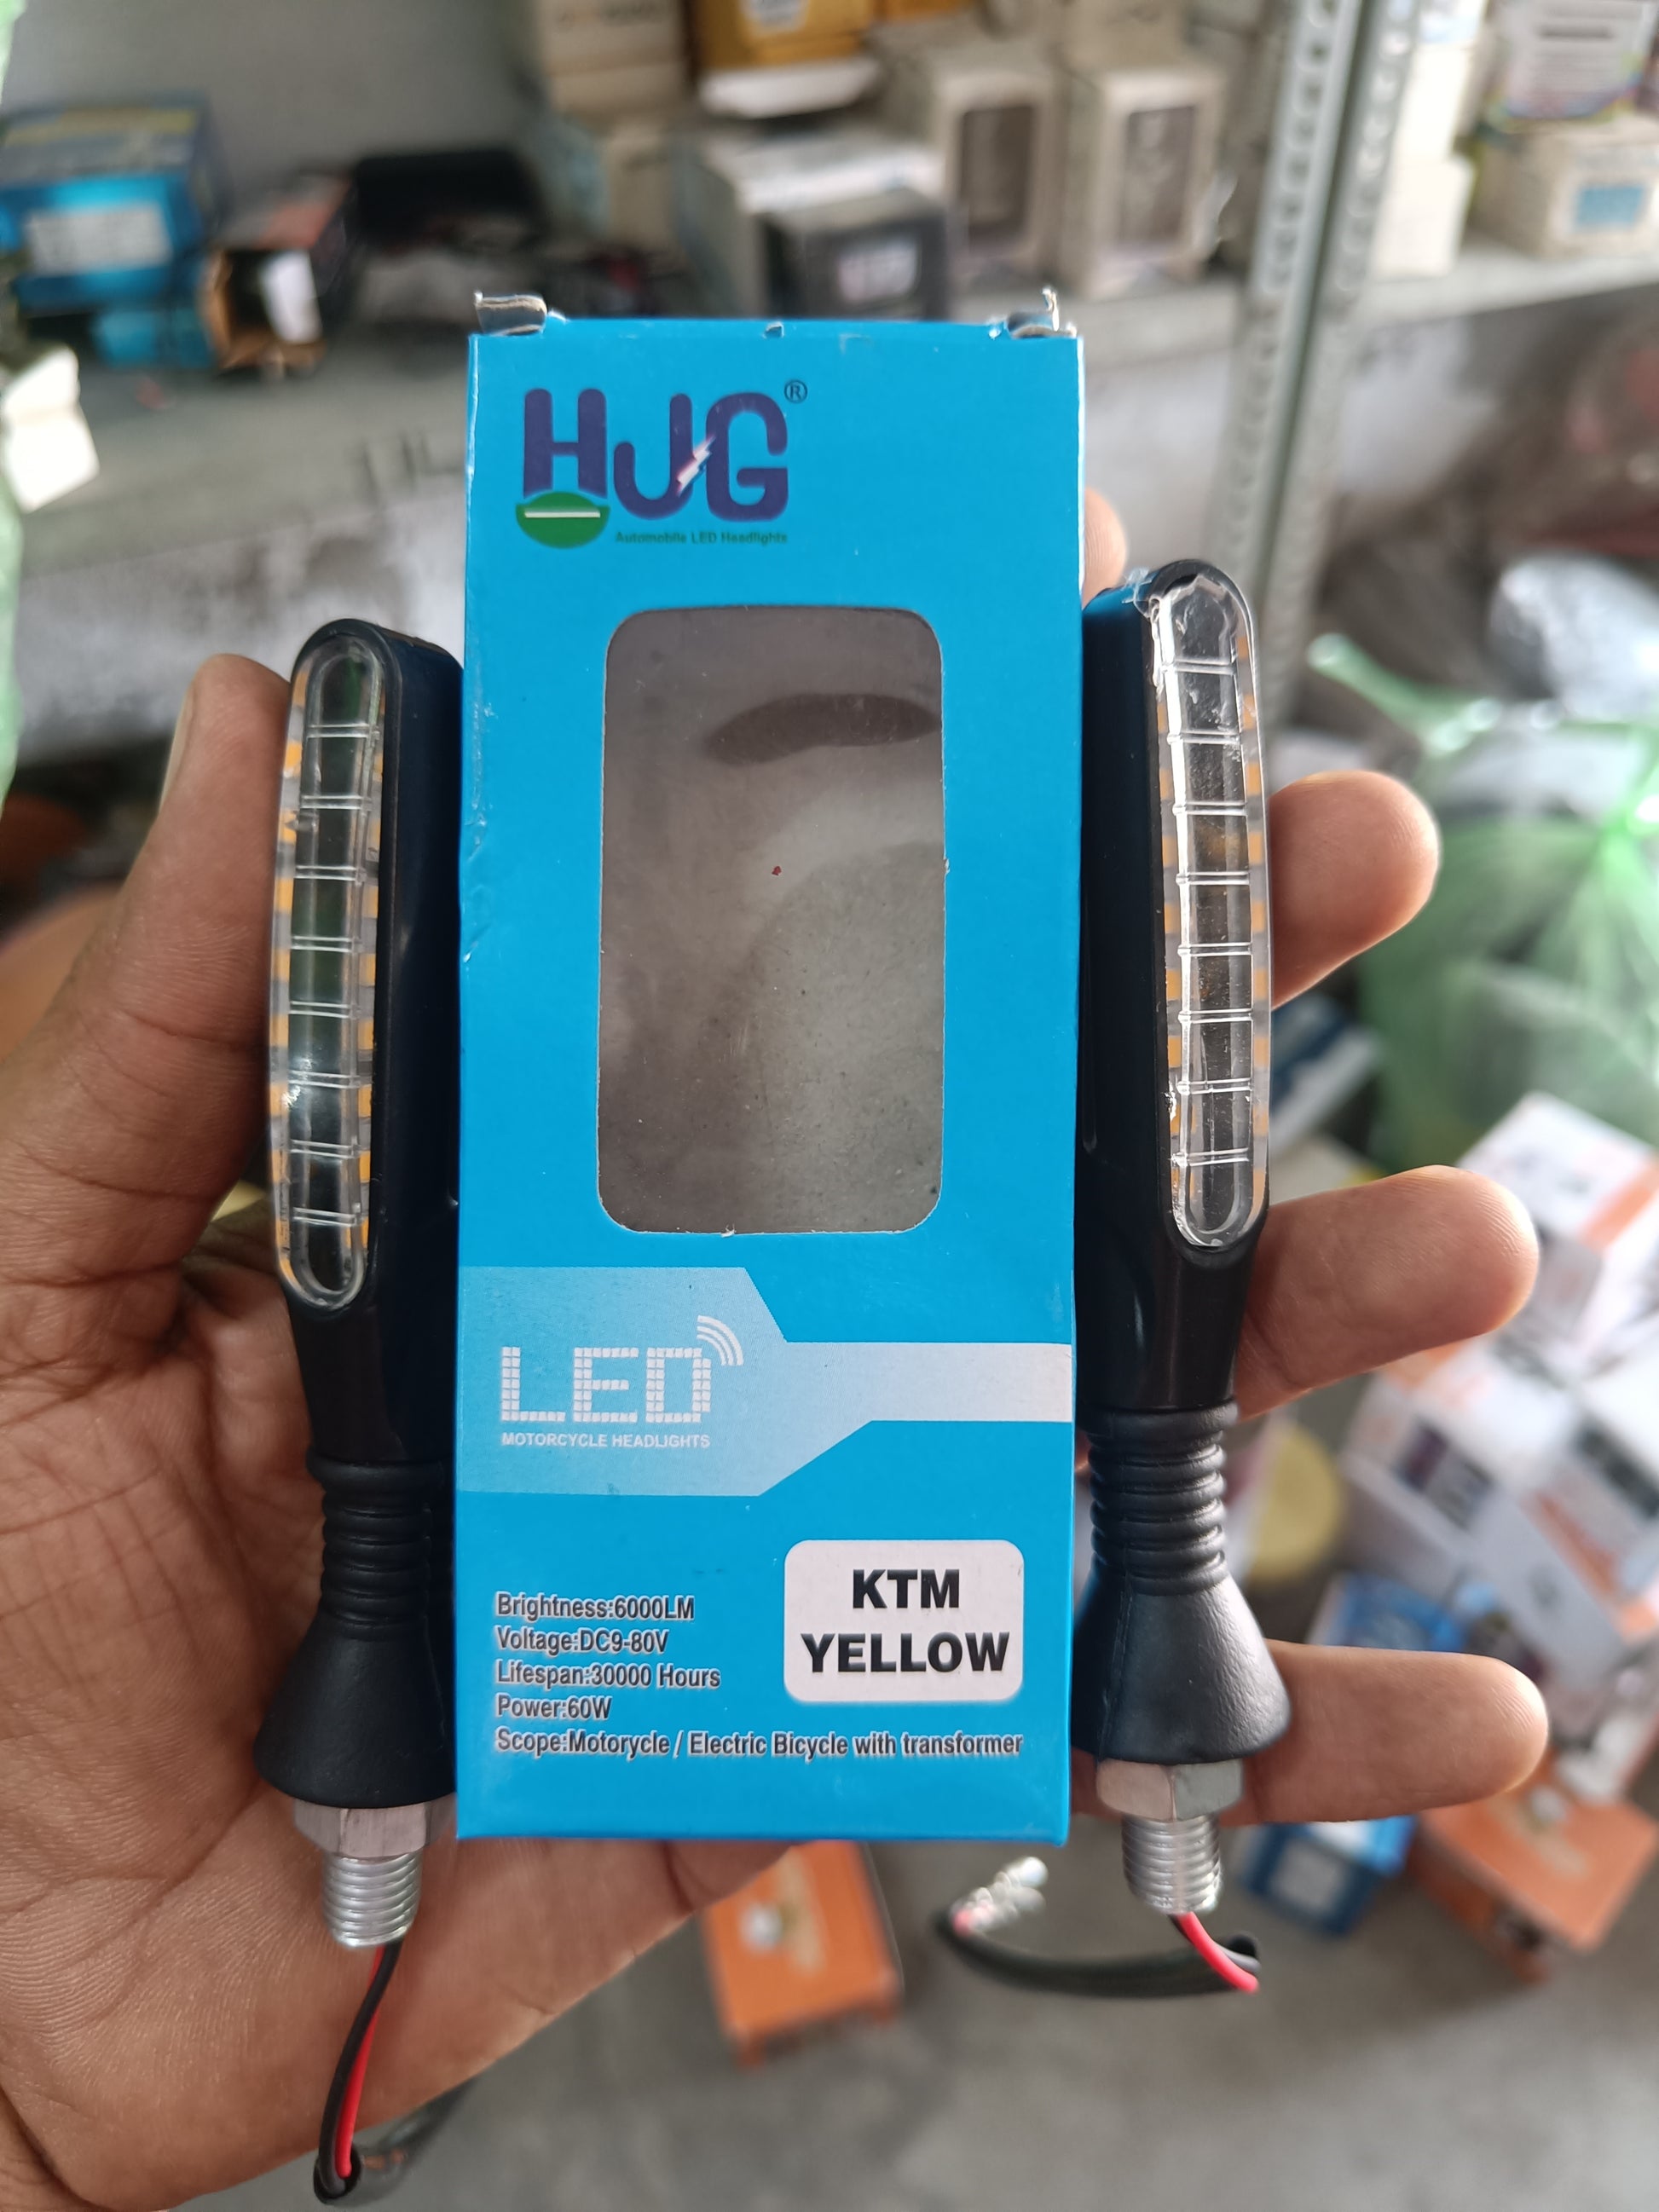 HJG®
Automobile LED Headlights
LED
MOTORCYCLE HEADLIGHTS
KTM
YELLOW
Brightness:6000LM
Voltage:DC9-80V
Lifespan:30000 Hours
Power:60W
Scope:Motorycle / Electric Bicycle with transformer